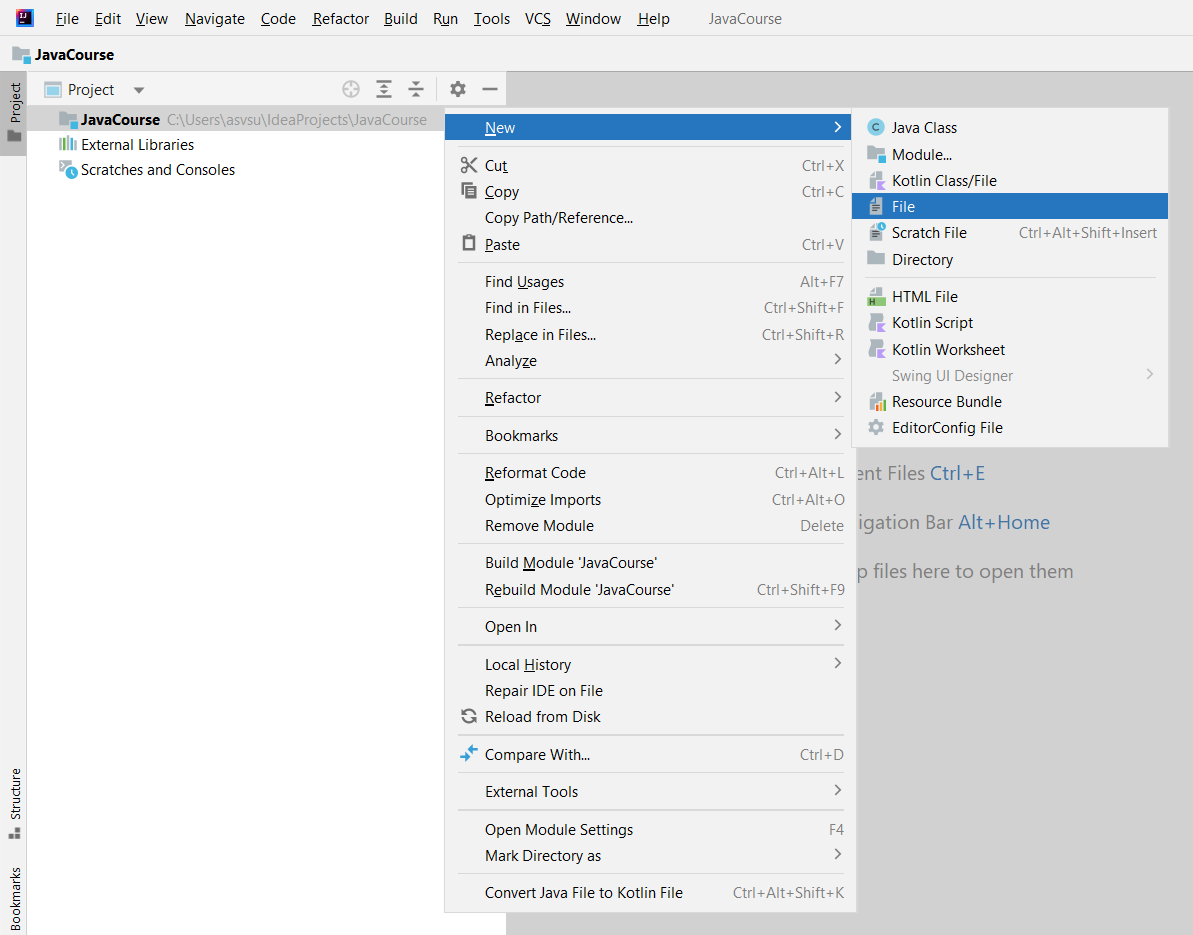 File Edit View Navigate Code Refactor Build Run Tools VCS Window Help JavaCourse
JavaCourse
Project
Project
JavaCourse C:\Users\asvsu\IdeaProjects\JavaCourse
External Libraries
Scratches and Consoles
New
Cut Ctrl+X
Copy Ctrl+C
Copy Path/Reference...
Paste Ctrl+V
Find Usages Alt+F7
Find in Files... Ctrl+Shift+F
Replace in Files... Ctrl+Shift+R
Analyze
Refactor
Bookmarks
Reformat Code Ctrl+Alt+L
Optimize Imports Ctrl+Alt+O
Remove Module Delete
Build Module 'JavaCourse'
Rebuild Module 'JavaCourse' Ctrl+Shift+F9
Open In
Local History
Repair IDE on File
Reload from Disk
Compare With... Ctrl+D
External Tools
Open Module Settings F4
Mark Directory as
Convert Java File to Kotlin File Ctrl+Alt+Shift+K
Java Class
Module...
Kotlin Class/File
File
Scratch File Ctrl+Alt+Shift+Insert
Directory
HTML File
Kotlin Script
Kotlin Worksheet
Swing UI Designer
Resource Bundle
EditorConfig File
ent Files Ctrl+E
igation Bar Alt+Home
p files here to open them
Structure
Bookmarks